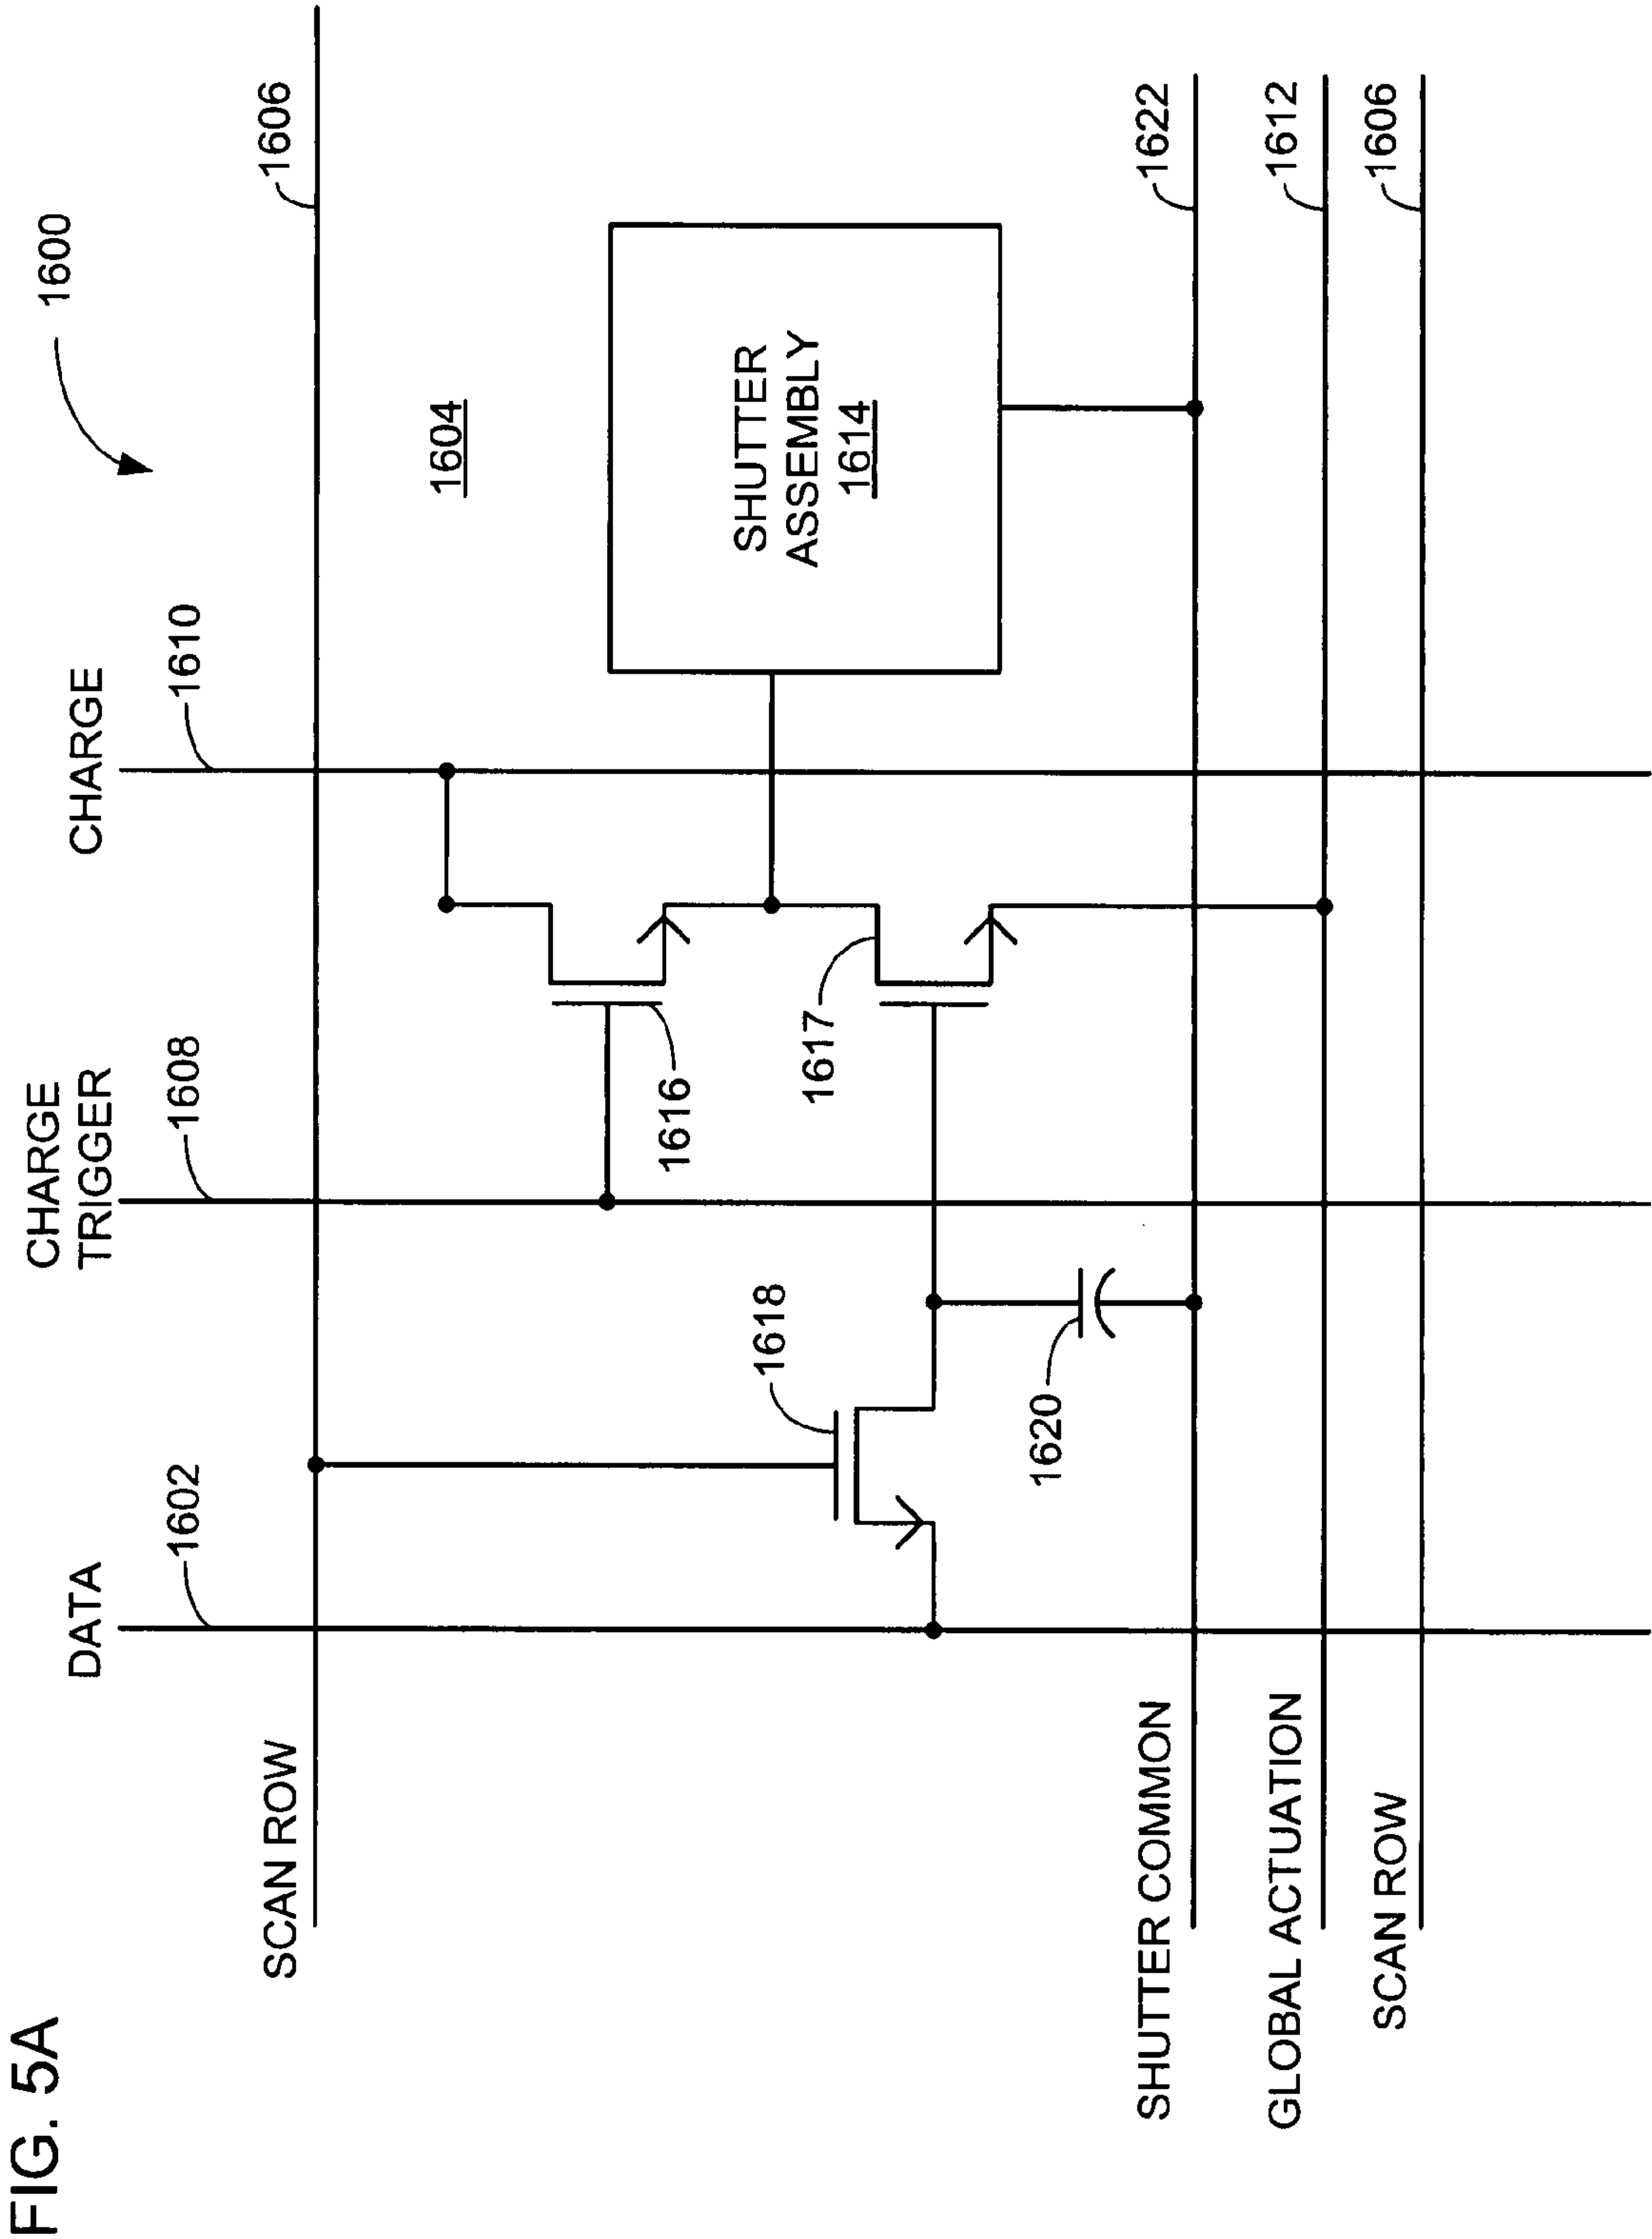 FIG. 5A
1600
DATA
CHARGE
TRIGGER
CHARGE
1602
1608
1610
SCAN ROW
1606
1604
1616
SHUTTER
ASSEMBLY
1614
1618
1617
1620
SHUTTER COMMON
1622
GLOBAL ACTUATION
1612
SCAN ROW
1606